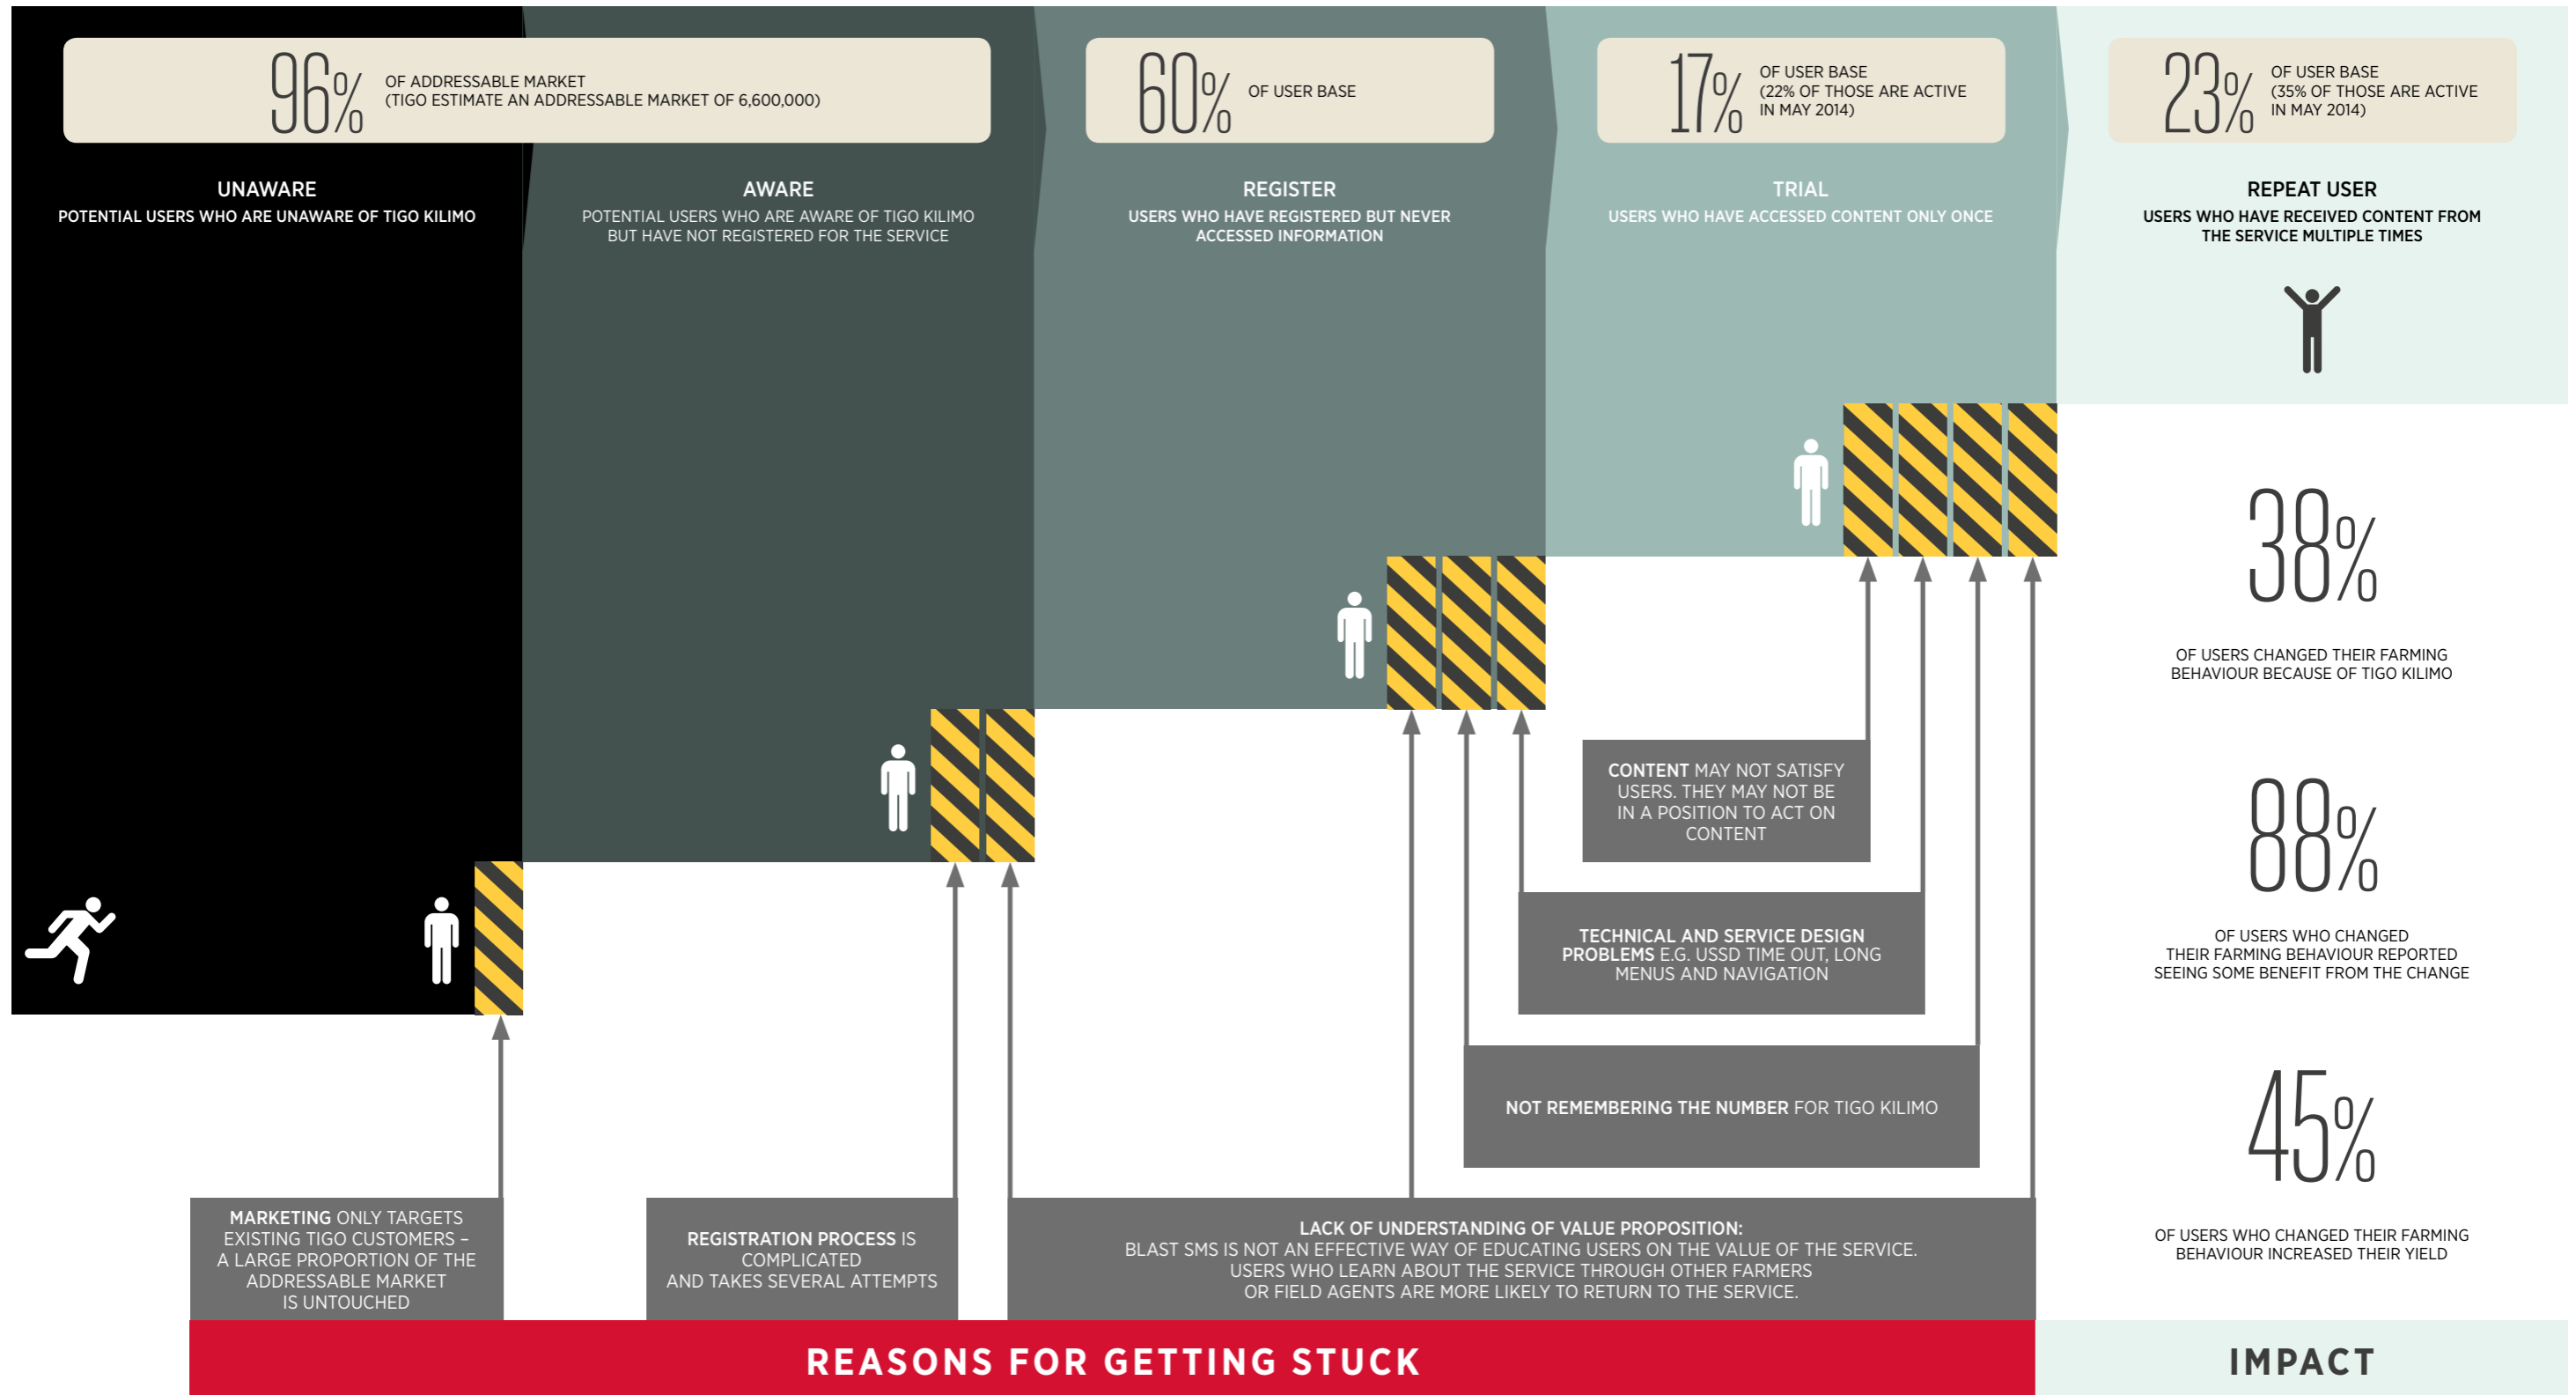 96% OF ADDRESSABLE MARKET
(TIGO ESTIMATE AN ADDRESSABLE MARKET OF 6,600,000)
60% OF USER BASE
17% OF USER BASE
(22% OF THOSE ARE ACTIVE
IN MAY 2014)
23% OF USER BASE
(35% OF THOSE ARE ACTIVE
IN MAY 2014)
UNAWARE
POTENTIAL USERS WHO ARE UNAWARE OF TIGO KILIMO
AWARE
POTENTIAL USERS WHO ARE AWARE OF TIGO KILIMO
BUT HAVE NOT REGISTERED FOR THE SERVICE
REGISTER
USERS WHO HAVE REGISTERED BUT NEVER
ACCESSED INFORMATION
TRIAL
USERS WHO HAVE ACCESSED CONTENT ONLY ONCE
REPEAT USER
USERS WHO HAVE RECEIVED CONTENT FROM
THE SERVICE MULTIPLE TIMES
38%
OF USERS CHANGED THEIR FARMING
BEHAVIOUR BECAUSE OF TIGO KILIMO
88%
OF USERS WHO CHANGED
THEIR FARMING BEHAVIOUR REPORTED
SEEING SOME BENEFIT FROM THE CHANGE
45%
OF USERS WHO CHANGED THEIR FARMING
BEHAVIOUR INCREASED THEIR YIELD
CONTENT MAY NOT SATISFY
USERS. THEY MAY NOT BE
IN A POSITION TO ACT ON
CONTENT
TECHNICAL AND SERVICE DESIGN
PROBLEMS E.G. USSD TIME OUT, LONG
MENUS AND NAVIGATION
NOT REMEMBERING THE NUMBER FOR TIGO KILIMO
MARKETING ONLY TARGETS
EXISTING TIGO CUSTOMERS –
A LARGE PROPORTION OF THE
ADDRESSABLE MARKET
IS UNTOUCHED
REGISTRATION PROCESS IS
COMPLICATED
AND TAKES SEVERAL ATTEMPTS
LACK OF UNDERSTANDING OF VALUE PROPOSITION:
BLAST SMS IS NOT AN EFFECTIVE WAY OF EDUCATING USERS ON THE VALUE OF THE SERVICE.
USERS WHO LEARN ABOUT THE SERVICE THROUGH OTHER FARMERS
OR FIELD AGENTS ARE MORE LIKELY TO RETURN TO THE SERVICE.
REASONS FOR GETTING STUCK
IMPACT